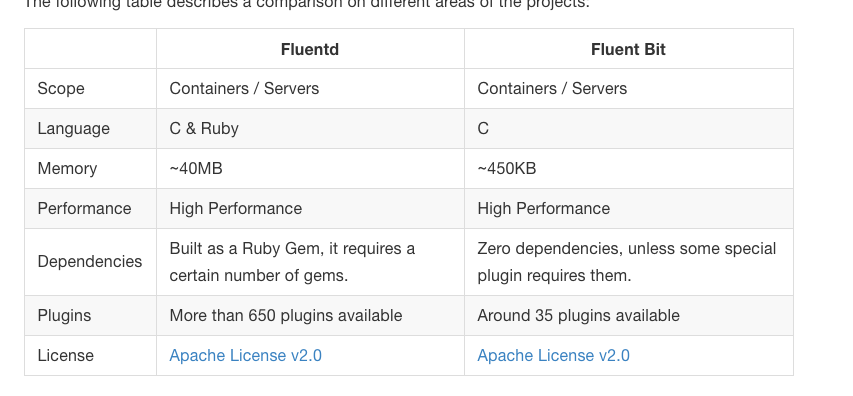 The following table describes a comparison on different areas of the projects.
Fluentd Fluent Bit
Scope Containers / Servers Containers / Servers
Language C & Ruby C
Memory ~40MB ~450KB
Performance High Performance High Performance
Dependencies Built as a Ruby Gem, it requires a certain number of gems. Zero dependencies, unless some special plugin requires them.
Plugins More than 650 plugins available Around 35 plugins available
License Apache License v2.0 Apache License v2.0